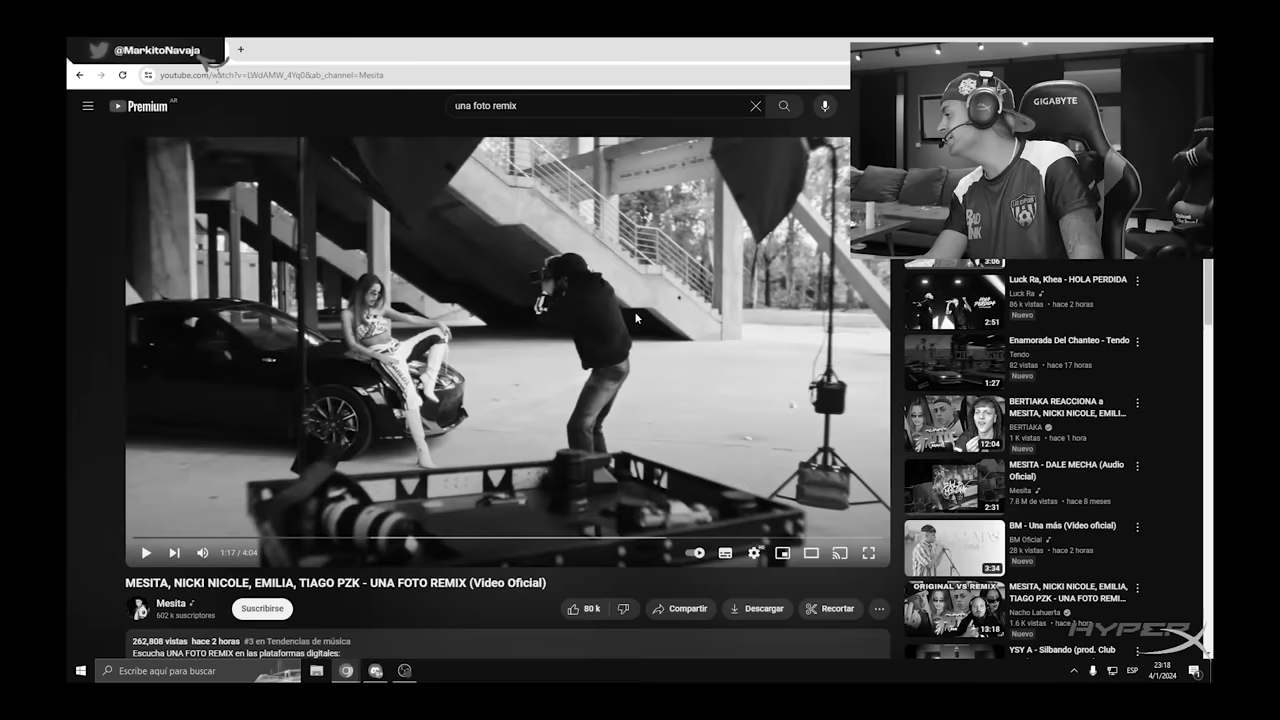 @MarkitoNavaja
youtube.com/watch?v=LWdAMW_4Yq0&ab_channel=Mesita
Premium AR
una foto remix
GIGABYTE
BAD
PINK
3:06
Luck Ra, Khea - HOLA PERDIDA
Luck Ra
86 k vistas • hace 2 horas
Nuevo
2:51
Enamorada Del Chanteo - Tendo
Tendo
82 vistas • hace 17 horas
Nuevo
1:27
BERTIAKA REACCIONA a
MESITA, NICKI NICOLE, EMILI...
BERTIAKA
1 K vistas • hace 1 hora
Nuevo
12:04
MESITA - DALE MECHA (Audio
Oficial)
Mesita
7.8 M de vistas • hace 8 meses
2:31
BM - Una más (Video oficial)
BM Oficial
28 k vistas • hace 2 horas
Nuevo
3:34
ORIGINAL VS REMIX
MESITA, NICKI NICOLE, EMILIA,
TIAGO PZK - UNA FOTO REMI...
Nacho Lahuerta
1.6 K vistas • hace 1 hora
Nuevo
13:18
HYPERX
YSY A - Silbando (prod. Club
1:17 / 4:04
MESITA, NICKI NICOLE, EMILIA, TIAGO PZK - UNA FOTO REMIX (Video Oficial)
Mesita
602 k suscriptores
Suscribirse
80 k
Compartir
Descargar
Recortar
262,808 vistas hace 2 horas #3 en Tendencias de música
Escucha UNA FOTO REMIX en las plataformas digitales:
Escribe aquí para buscar
ESP
23:18
4/1/2024
1